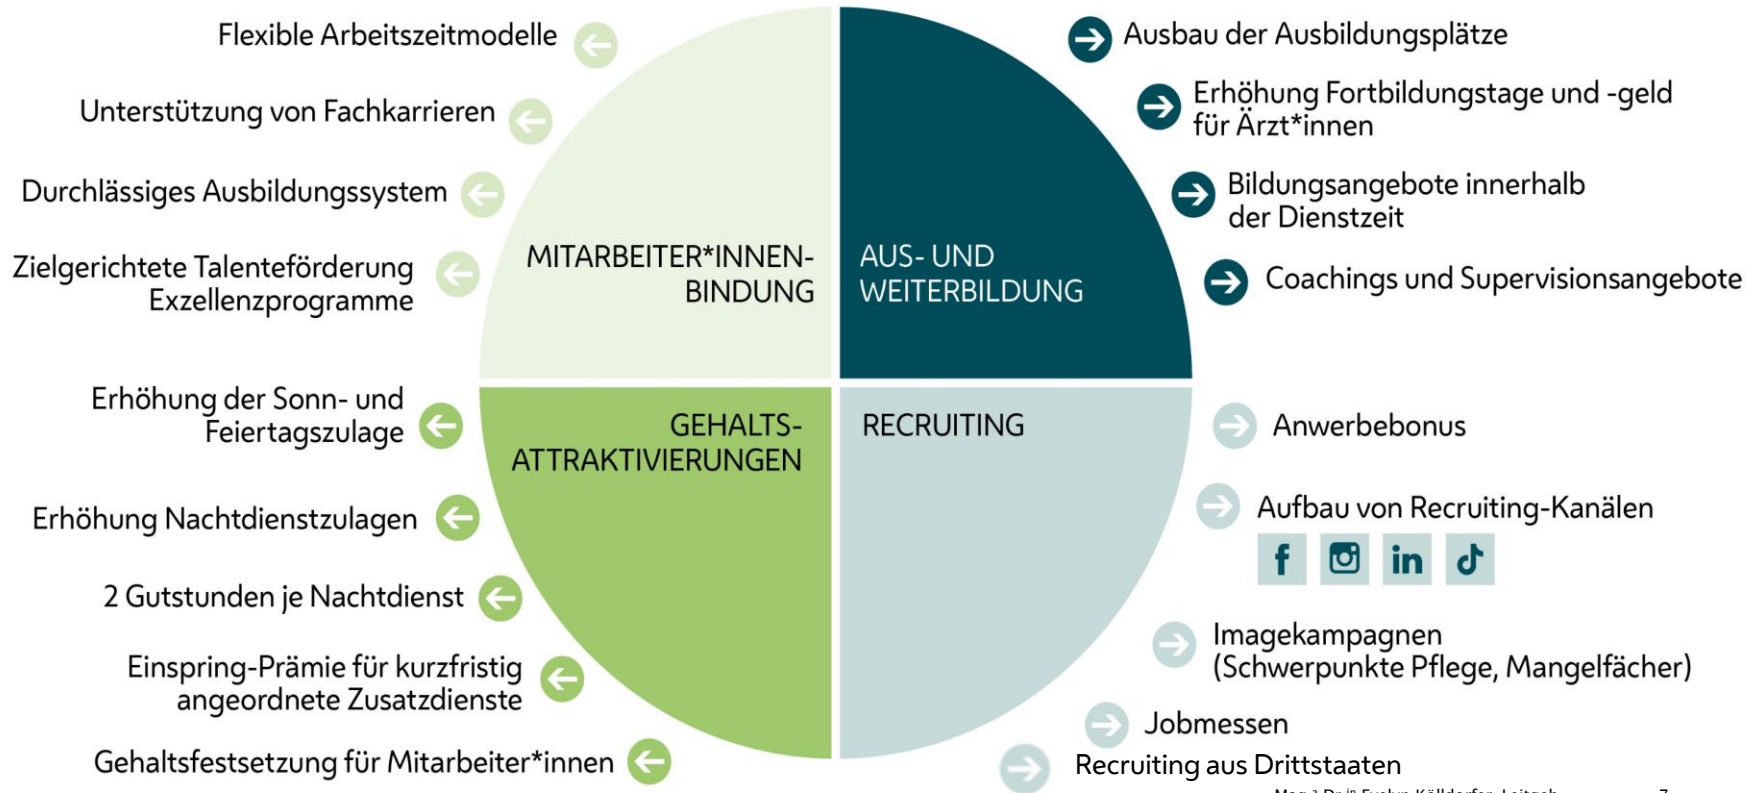 Flexible Arbeitszeitmodelle
Unterstützung von Fachkarrieren
Durchlässiges Ausbildungssystem
Zielgerichtete Talenteförderung
Exzellenzprogramme
MITARBEITER*INNEN-
BINDUNG
Ausbau der Ausbildungsplätze
Erhöhung Fortbildungstage und -geld
für Ärzt*innen
Bildungsangebote innerhalb
der Dienstzeit
Coachings und Supervisionsangebote
AUS- UND
WEITERBILDUNG
Erhöhung der Sonn- und
Feiertagszulage
Erhöhung Nachtdienstzulagen
2 Gutstunden je Nachtdienst
Einspring-Prämie für kurzfristig
angeordnete Zusatzdienste
Gehaltsfestsetzung für Mitarbeiter*innen
GEHALTS-
ATTRAKTIVIERUNGEN
RECRUITING
Anwerbebonus
Aufbau von Recruiting-Kanälen
f in
Imagekampagnen
(Schwerpunkte Pflege, Mangelfächer)
Jobmessen
Recruiting aus Drittstaaten
7